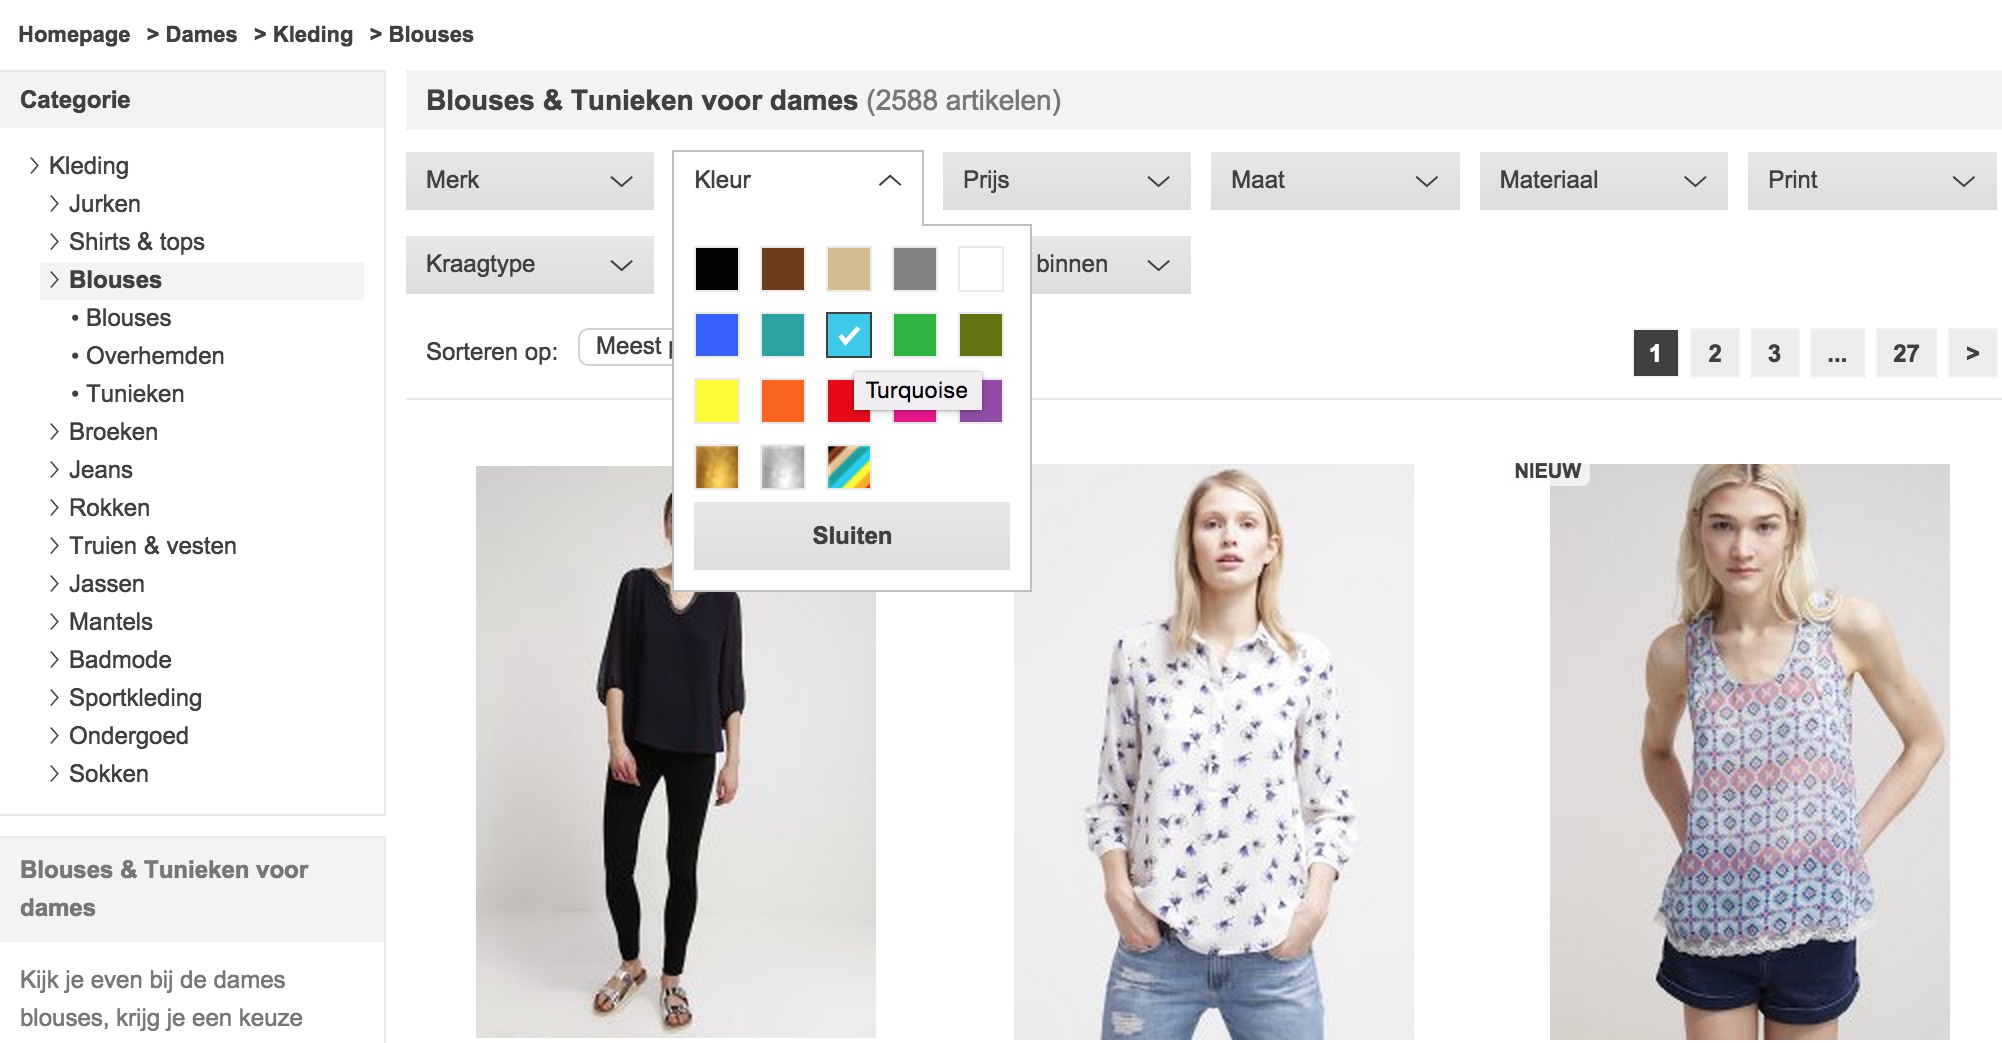 Homepage > Dames > Kleding > Blouses
Categorie
Kleding
Jurken
Shirts & tops
Blouses
• Blouses
• Overhemden
• Tunieken
Broeken
Jeans
Rokken
Truien & vesten
Jassen
Mantels
Badmode
Sportkleding
Ondergoed
Sokken
Blouses & Tunieken voor
dames
Kijk je even bij de dames
blouses, krijg je een keuze
Blouses & Tunieken voor dames (2588 artikelen)
Merk
Kleur
Prijs
Maat
Materiaal
Print
Kraagtype
binnen
Turquoise
Sluiten
Sorteren op:
Meest
1 2 3 ... 27 >
NIEUW